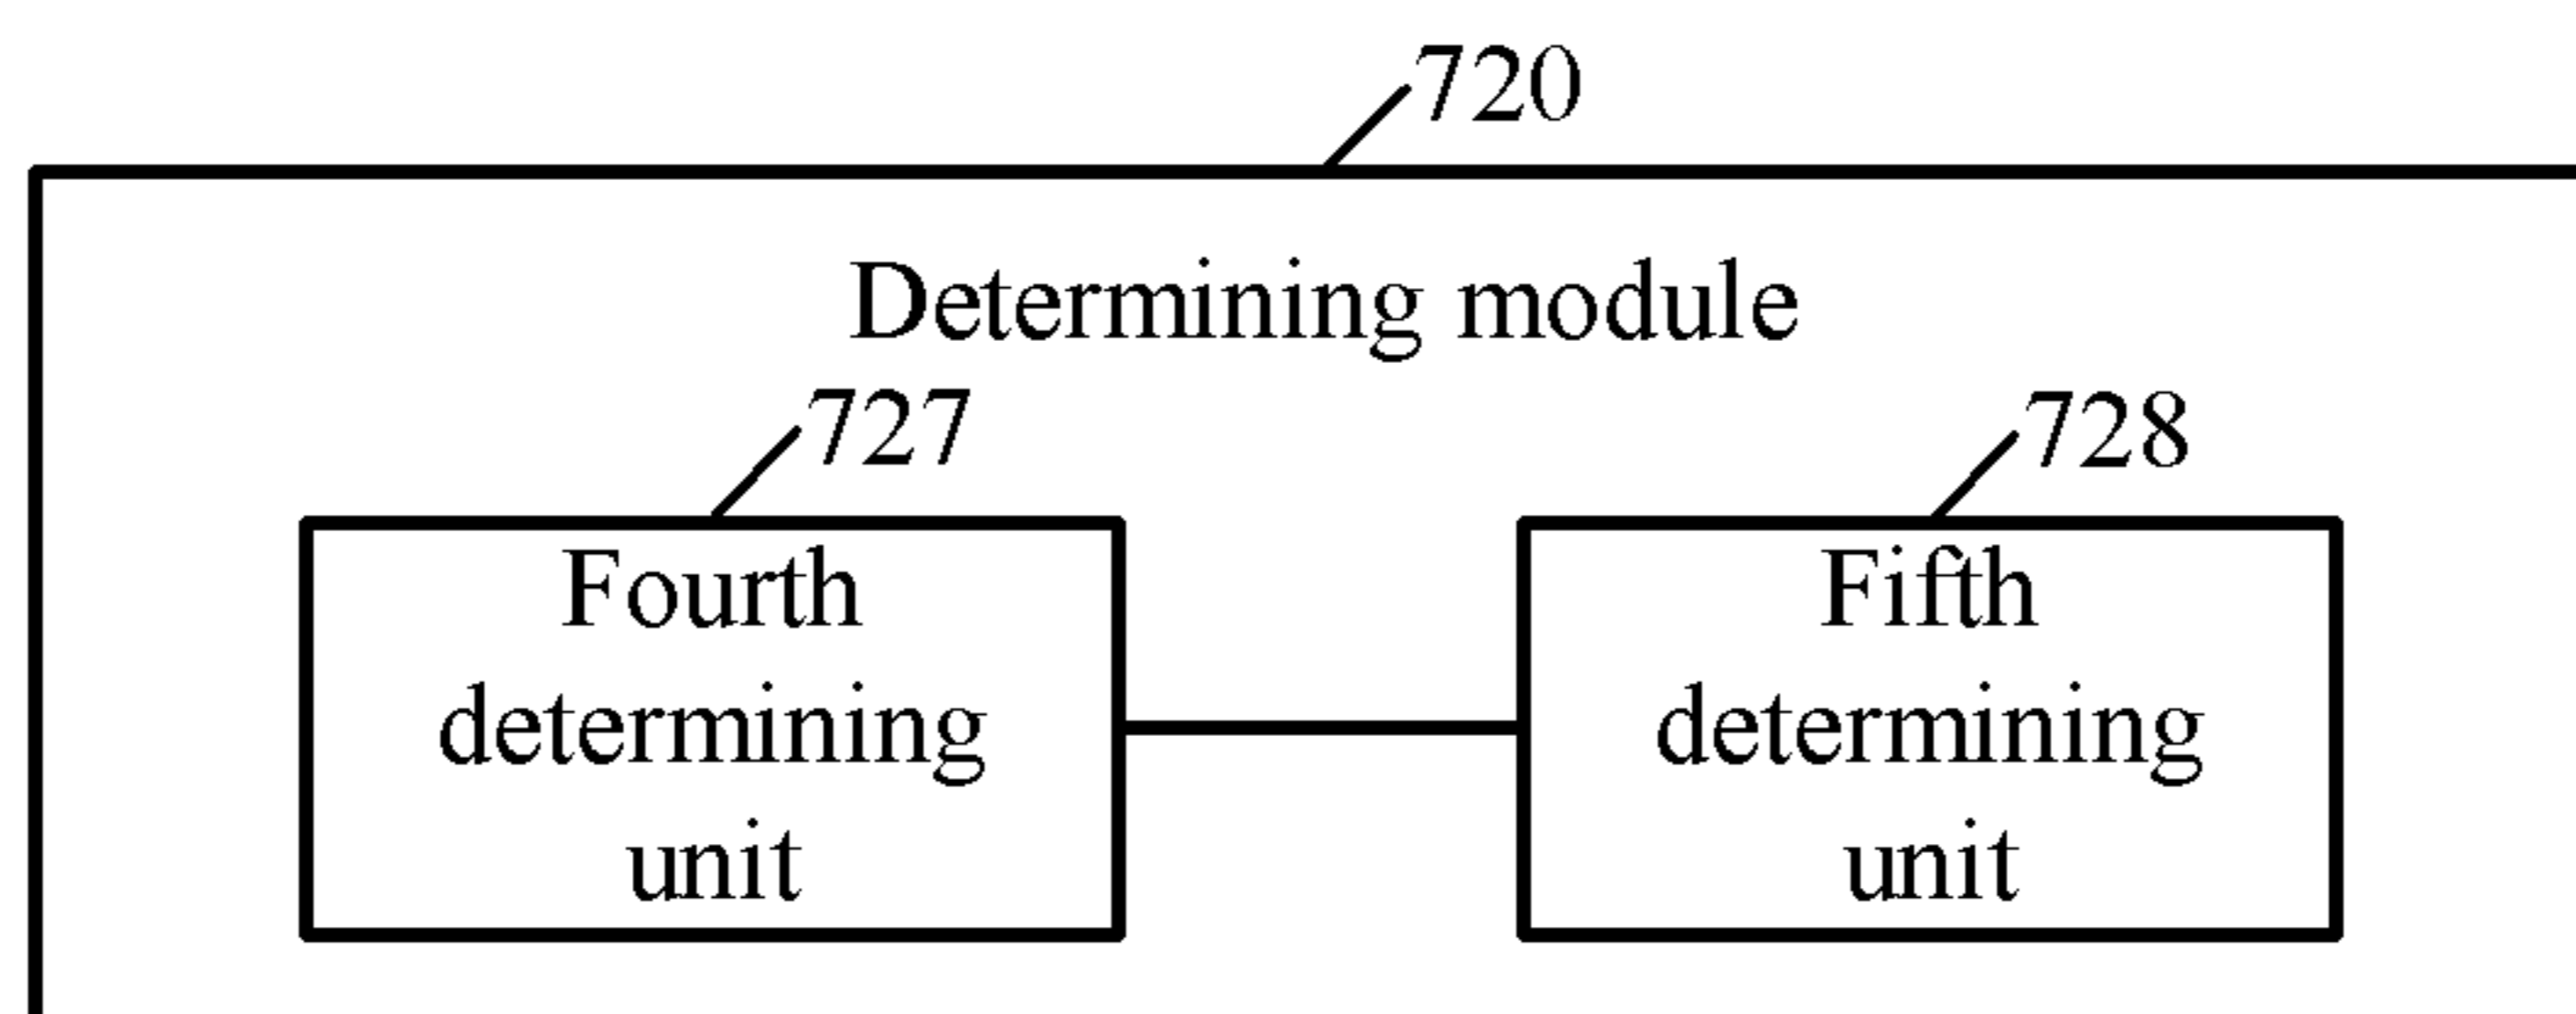 720
Determining module
727
728
Fourth
determining
unit
Fifth
determining
unit